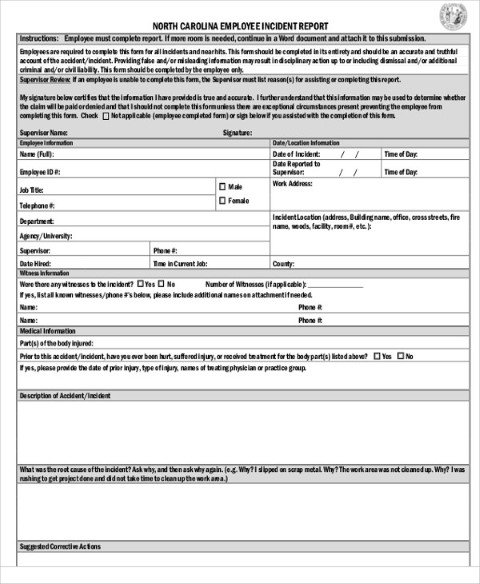 NORTH CAROLINA EMPLOYEE INCIDENT REPORT
Instructions: Employee must complete report. If more room is needed, continue in a Word document and attach it to this submission.
Employees are required to complete this form for all incidents and near hits. This form should be completed in its entirety and should be an accurate and truthful
account of the accident/incident. Providing false and/or misleading information may result in disciplinary action up to or including dismissal and/or additional
criminal and/or civil liability. This form should be completed by the employee only.
Supervisor Review: If an employee is unable to complete this form, the Supervisor must list reason(s) for assisting or completing this report.
My signature below certifies that the information I have provided is true and accurate. I further understand that this information may be used to determine whether
the claim will be paid or denied and that I should not complete this form unless there are exceptional circumstances present preventing the employee from
completing this form. Check ☐ Not applicable (employee completed form) or sign below if you assisted with the completion of this form.
Supervisor Name: Signature:
Employee Information Date/Location Information
Name (Full): Date of Incident: / / Time of Day:
Employee ID #: Date Reported to Supervisor: / / Time of Day:
Job Title: ☐ Male Work Address:
Telephone #: ☐ Female
Department: Incident Location (address, Building name, office, cross streets, fire
name, woods, facility, room #, etc.):
Agency/University:
Supervisor: Phone #:
Date Hired: Time in Current Job: County:
Witness Information
Were there any witnesses to the incident? ☐ Yes ☐ No Number of Witnesses (if applicable): _______________
If yes, list all known witnesses/phone #'s below, please include additional names on attachment if needed.
Name: Phone #:
Name: Phone #:
Medical Information
Part(s) of the body injured:
Prior to this accident/incident, have you ever been hurt, suffered injury, or received treatment for the body part(s) listed above? ☐ Yes ☐ No
If yes, please provide the date of prior injury, type of injury, names of treating physician or practice group.
Description of Accident/Incident
What was the root cause of the incident? Ask why, and then ask why again. (e.g. Why? I slipped on scrap metal. Why? The work area was not cleaned up. Why? I was
rushing to get project done and did not take time to clean up the work area.)
Suggested Corrective Actions